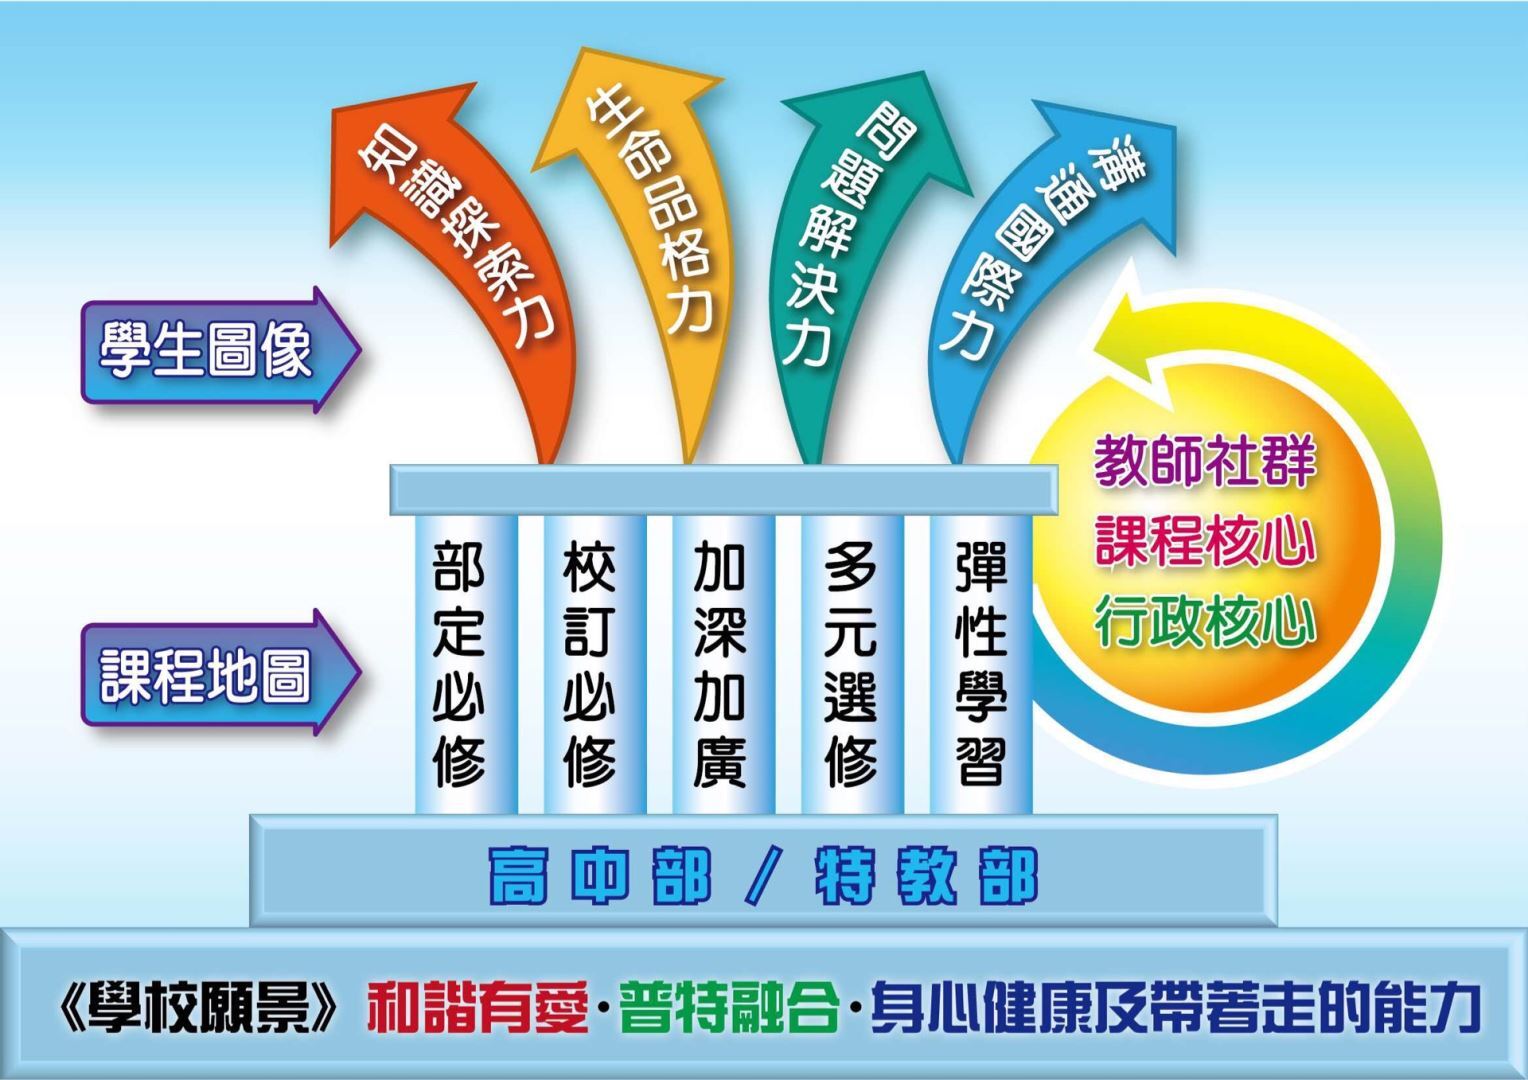 知識探索力
生命品格力
問題解決力
溝通國際力
學生圖像
教師社群
課程核心
行政核心
課程地圖
部定必修
校訂必修
加深加廣
多元選修
彈性學習
高中部/特教部
《學校願景》和諧有愛·普特融合·身心健康及帶著走的能力